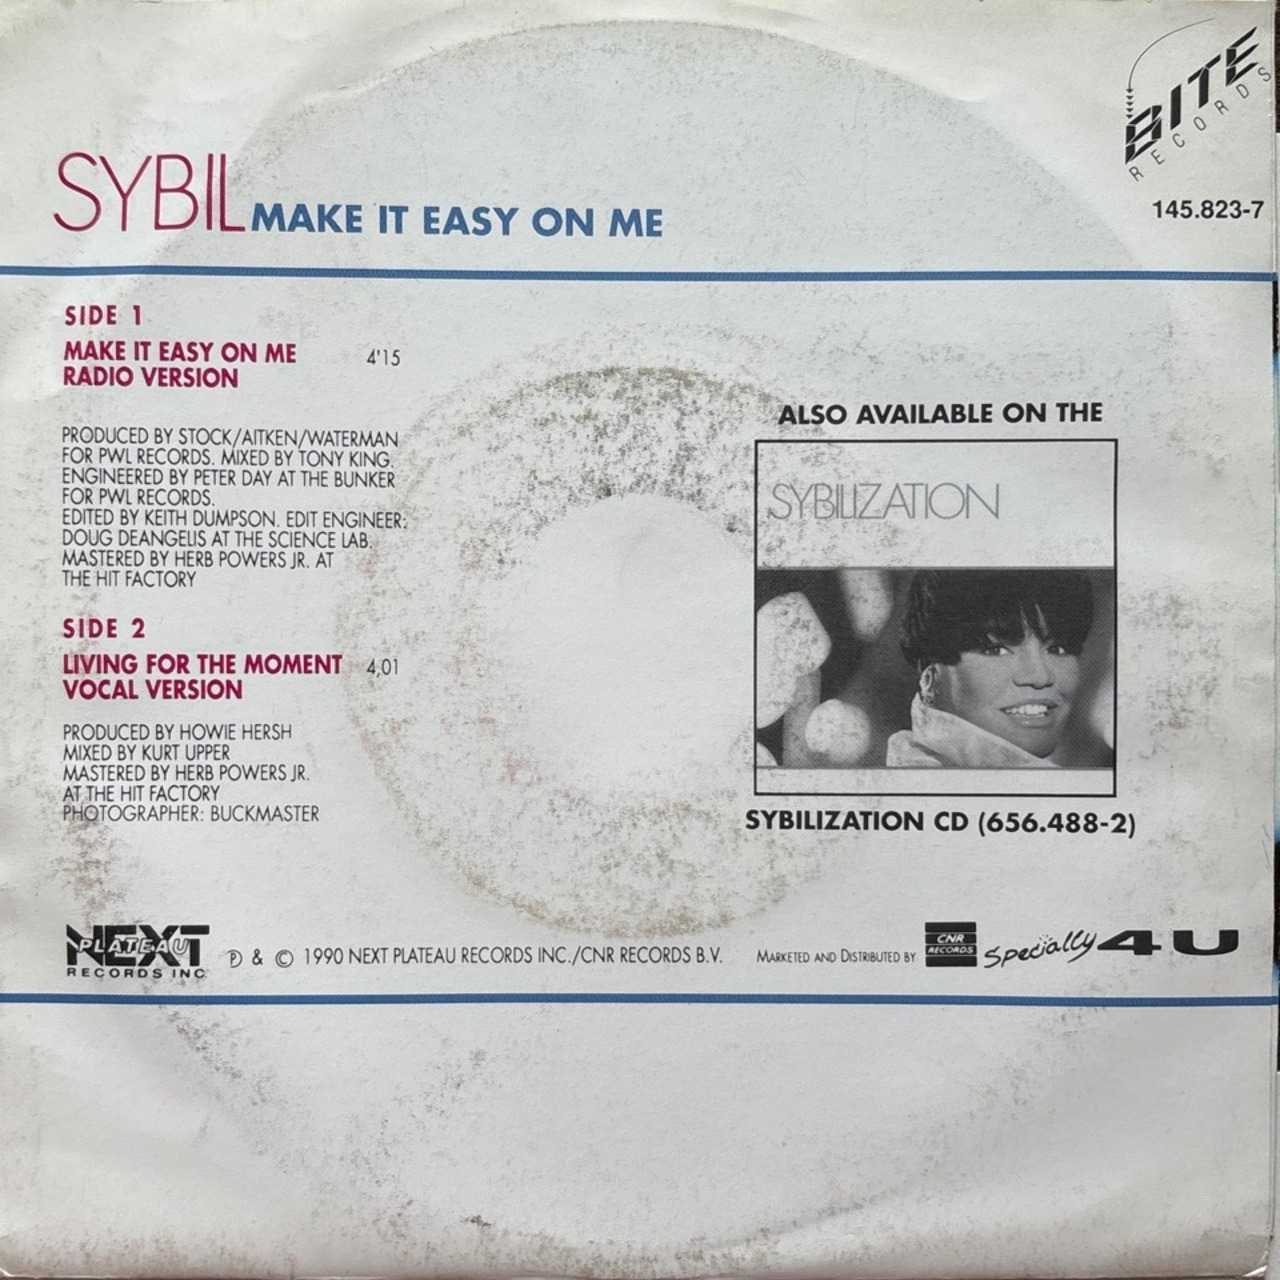 BITE
RECORDS
145.823-7
SYBIL MAKE IT EASY ON ME
SIDE 1
MAKE IT EASY ON ME 4'15
RADIO VERSION
PRODUCED BY STOCK/AITKEN/WATERMAN
FOR PWL RECORDS. MIXED BY TONY KING.
ENGINEERED BY PETER DAY AT THE BUNKER
FOR PWL RECORDS.
EDITED BY KEITH DUMPSON. EDIT ENGINEER:
DOUG DEANGELIS AT THE SCIENCE LAB.
MASTERED BY HERB POWERS JR. AT
THE HIT FACTORY
SIDE 2
LIVING FOR THE MOMENT 4,01
VOCAL VERSION
PRODUCED BY HOWIE HERSH
MIXED BY KURT UPPER
MASTERED BY HERB POWERS JR.
AT THE HIT FACTORY
PHOTOGRAPHER: BUCKMASTER
ALSO AVAILABLE ON THE
SYBILIZATION
SYBILIZATION CD (656.488-2)
NEXT
PLATEAU
RECORDS INC
℗ & © 1990 NEXT PLATEAU RECORDS INC./CNR RECORDS B.V.
MARKETED AND DISTRIBUTED BY
CNR
RECORDS
Specially 4 U